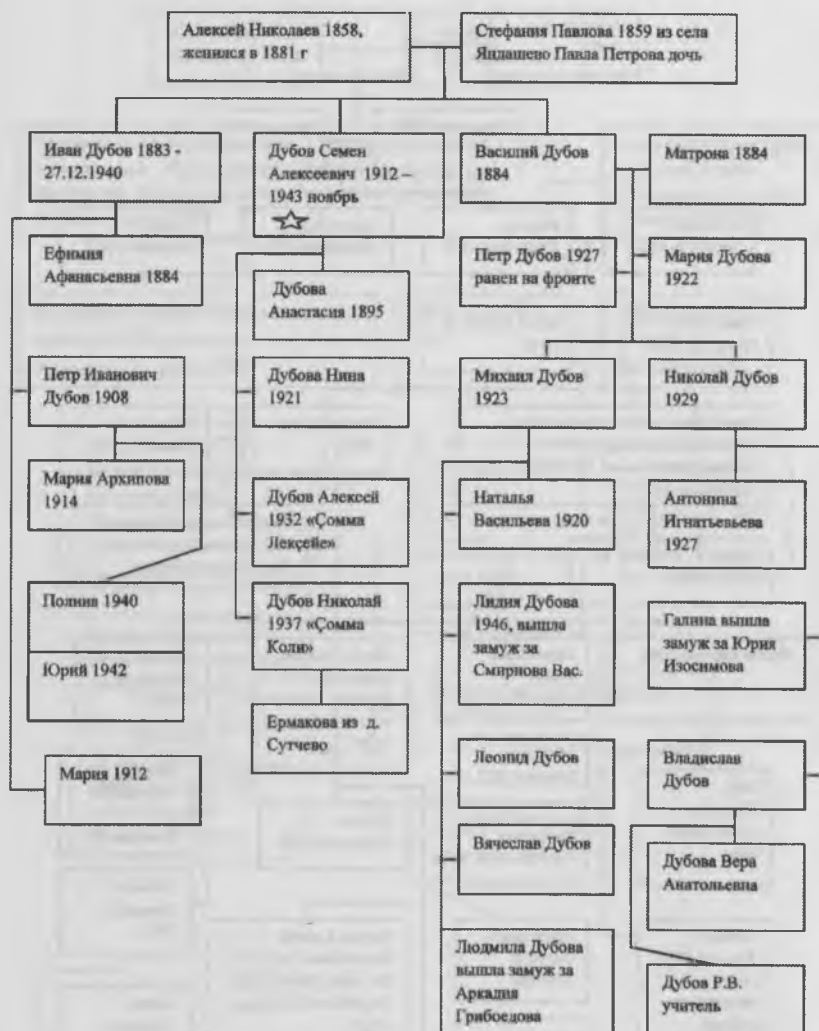 Алексей Николаев 1858,
женился в 1881 г
Стефания Павлова 1859 из села
Яндашево Павла Петрова дочь
Иван Дубов 1883 -
27.12.1940
Дубов Семен
Алексеевич 1912 –
1943 ноябрь
Василий Дубов
1884
Матрона 1884
Ефимия
Афанасьевна 1884
Дубова
Анастасия 1895
Петр Дубов 1927
ранен на фронте
Мария Дубова
1922
Петр Иванович
Дубов 1908
Дубова Нина
1921
Михаил Дубов
1923
Николай Дубов
1929
Мария Архипова
1914
Дубов Алексей
1932 «Çомма
Лекçейĕ»
Наталья
Васильева 1920
Антонина
Игнатьевьева
1927
Полина 1940
Юрий 1942
Дубов Николай
1937 «Çомма
Коли»
Лидия Дубова
1946, вышла
замуж за
Смирнова Вас.
Галина вышла
замуж за Юрия
Изосимова
Ермакова из д.
Сутчево
Мария 1912
Леонид Дубов
Владислав
Дубов
Вячеслав Дубов
Дубова Вера
Анатольевна
Людмила Дубова
вышла замуж за
Аркадия
Грибоедова
Дубов Р.В.
учитель